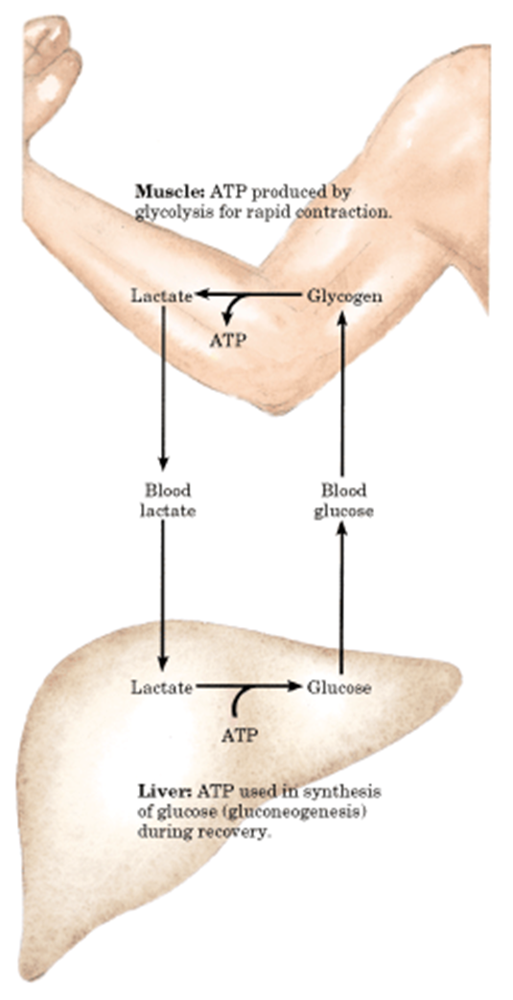 Muscle: ATP produced by
glycolysis for rapid contraction.
Lactate
Glycogen
ATP
Blood
lactate
Blood
glucose
Lactate
Glucose
ATP
Liver: ATP used in synthesis
of glucose (gluconeogenesis)
during recovery.